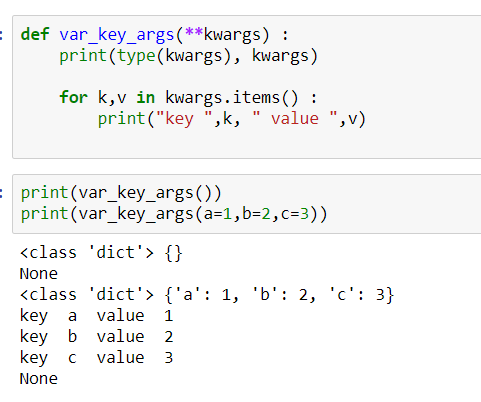 : def var_key_args(**kwargs) :
    print(type(kwargs), kwargs)
    for k,v in kwargs.items() :
        print("key ",k, " value ",v)
: print(var_key_args())
print(var_key_args(a=1,b=2,c=3))
<class 'dict'> {}
None
<class 'dict'> {'a': 1, 'b': 2, 'c': 3}
key  a  value  1
key  b  value  2
key  c  value  3
None